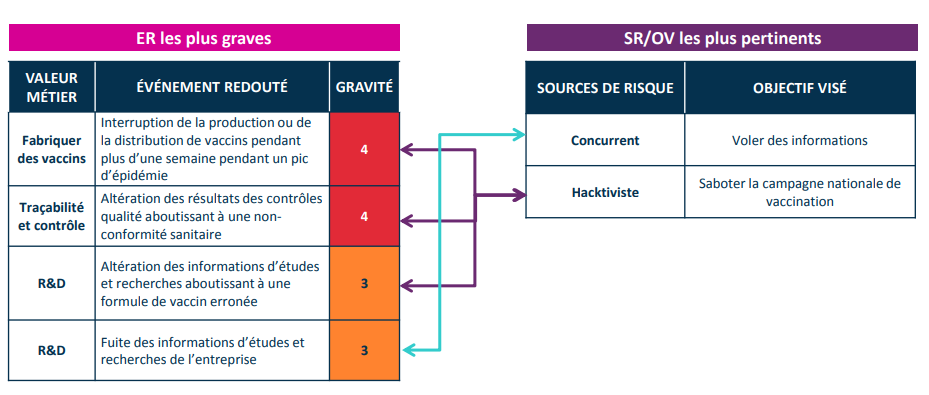 ER les plus graves
SR/OV les plus pertinents
VALEUR
MÉTIER
ÉVÉNEMENT REDOUTÉ
GRAVITÉ
Fabriquer
des vaccins
Interruption de la production ou de
la distribution de vaccins pendant
plus d’une semaine pendant un pic
d’épidémie
4
Traçabilité
et contrôle
Altération des résultats des contrôles
qualité aboutissant à une non-
conformité sanitaire
4
R&D
Altération des informations d’études
et recherches aboutissant à une
formule de vaccin erronée
3
R&D
Fuite des informations d’études et
recherches de l’entreprise
3
SOURCES DE RISQUE
OBJECTIF VISÉ
Concurrent
Voler des informations
Hacktiviste
Saboter la campagne nationale de
vaccination